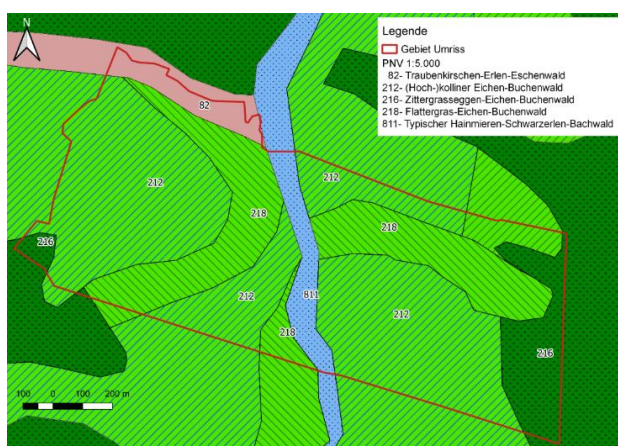 N
Legende
Gebiet Umriss
PNV 1:5.000
82- Traubenkirschen-Erlen-Eschenwald
212- (Hoch-)kolliner Eichen-Buchenwald
216- Zittergrasseggen-Eichen-Buchenwald
218- Flattergras-Eichen-Buchenwald
811- Typischer Hainmieren-Schwarzerlen-Bachwald
82
212
212
218
216
212
811
218
212
216
100 0 100 200 m